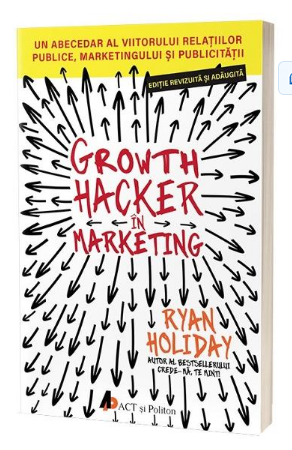 UN ABECEDAR AL VIITORULUI RELAȚIILOR
PUBLICE, MARKETINGULUI ȘI PUBLICITĂȚII
EDIȚIE REVIZUITĂ ȘI ADĂUGITĂ
GROWTH
HACKER
ÎN
MARKETING
RYAN
HOLIDAY
AUTOR AL BESTSELLERULUI
CREDE-MĂ, TE MINT!
ACT și Politon